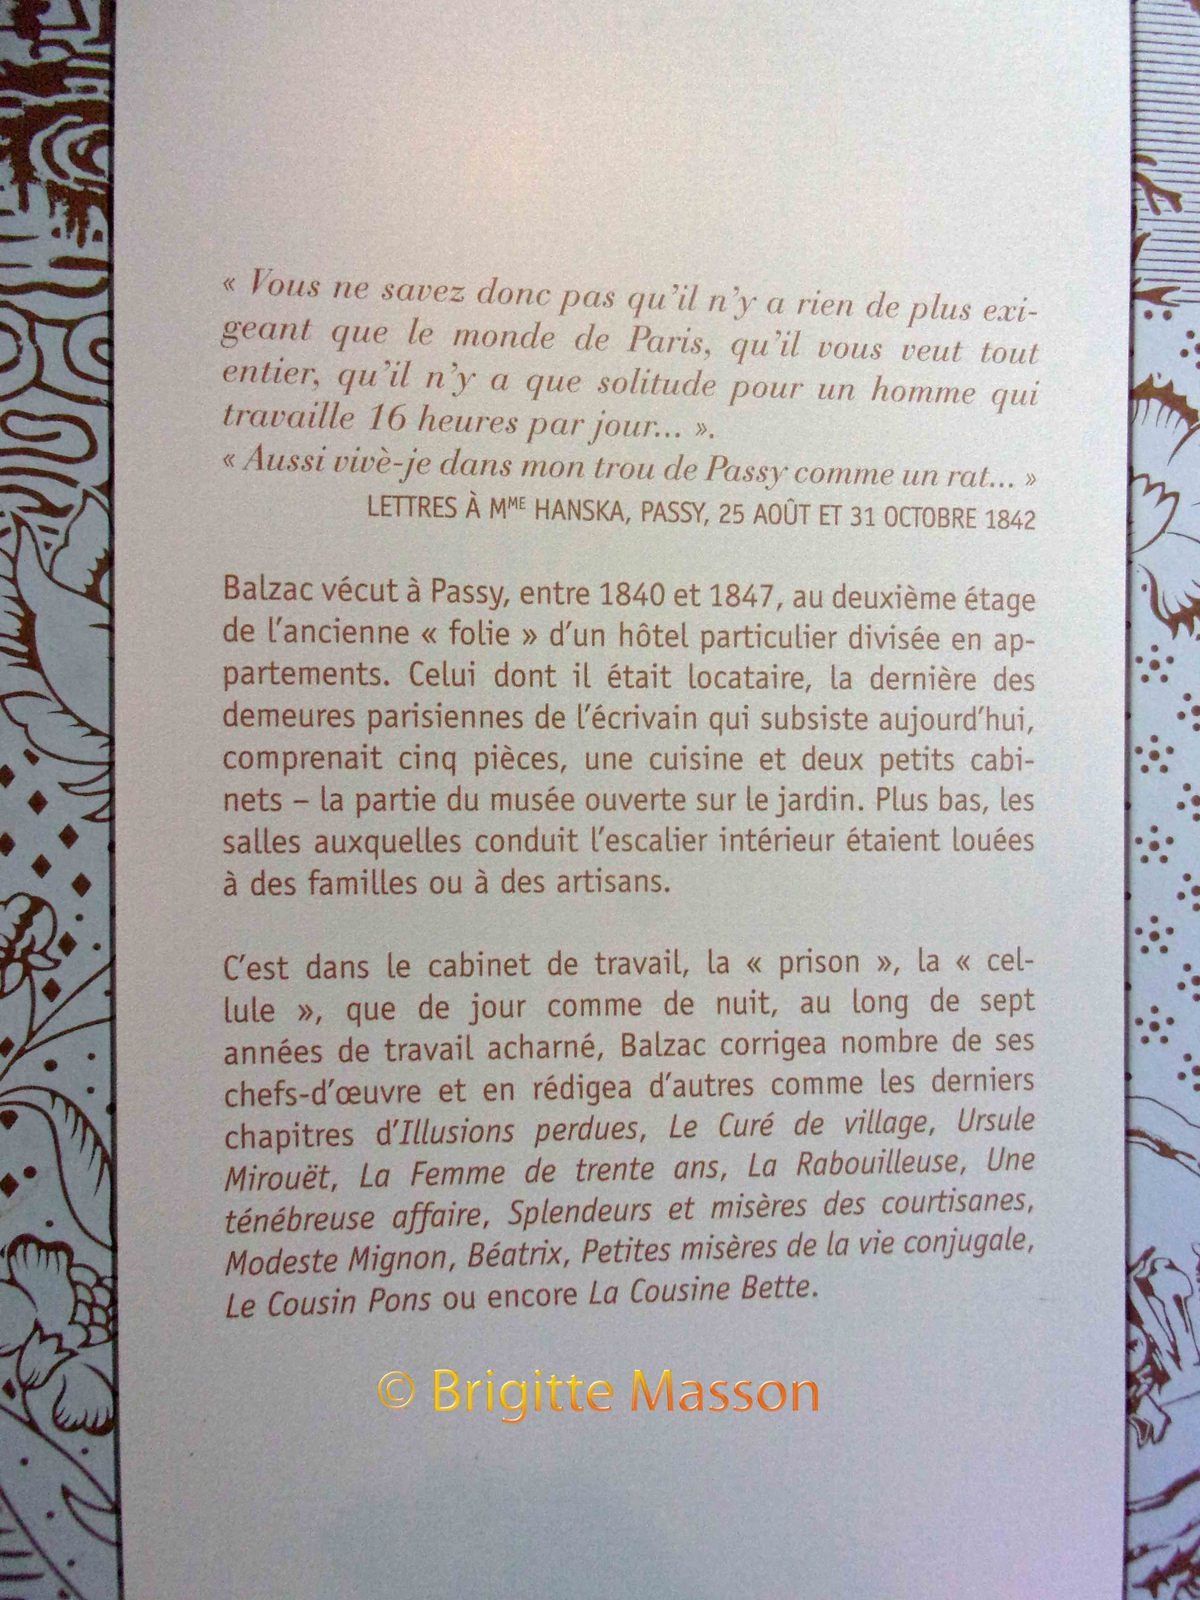 « Vous ne savez donc pas qu’il n’y a rien de plus exi-
geant que le monde de Paris, qu’il vous veut tout
entier, qu’il n’y a que solitude pour un homme qui
travaille 16 heures par jour... ».
« Aussi vivè-je dans mon trou de Passy comme un rat... »
LETTRES À MME HANSKA, PASSY, 25 AOÛT ET 31 OCTOBRE 1842
Balzac vécut à Passy, entre 1840 et 1847, au deuxième étage
de l’ancienne « folie » d’un hôtel particulier divisée en ap-
partements. Celui dont il était locataire, la dernière des
demeures parisiennes de l’écrivain qui subsiste aujourd’hui,
comprenait cinq pièces, une cuisine et deux petits cabi-
nets – la partie du musée ouverte sur le jardin. Plus bas, les
salles auxquelles conduit l’escalier intérieur étaient louées
à des familles ou à des artisans.
C’est dans le cabinet de travail, la « prison », la « cel-
lule », que de jour comme de nuit, au long de sept
années de travail acharné, Balzac corrigea nombre de ses
chefs-d’œuvre et en rédigea d’autres comme les derniers
chapitres d’Illusions perdues, Le Curé de village, Ursule
Mirouët, La Femme de trente ans, La Rabouilleuse, Une
ténébreuse affaire, Splendeurs et misères des courtisanes,
Modeste Mignon, Béatrix, Petites misères de la vie conjugale,
Le Cousin Pons ou encore La Cousine Bette.
© Brigitte Masson